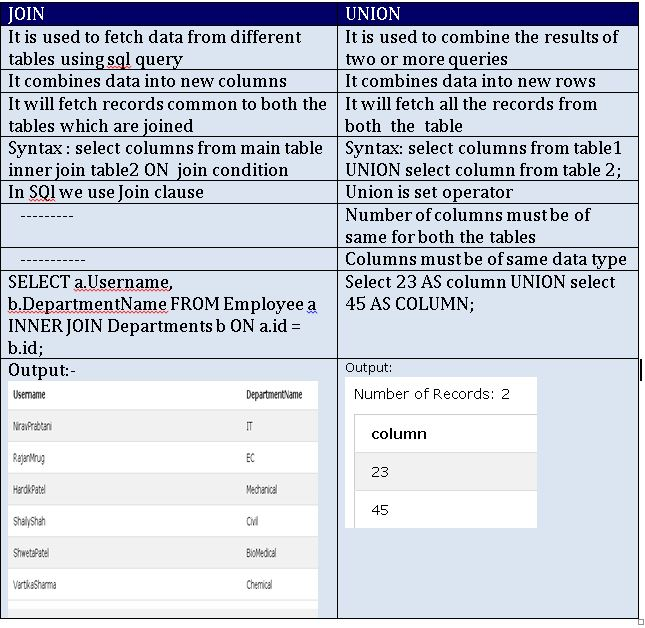 JOIN
UNION
It is used to fetch data from different
tables using sql query
It is used to combine the results of
two or more queries
It combines data into new columns
It combines data into new rows
It will fetch records common to both the
tables which are joined
It will fetch all the records from
both the table
Syntax : select columns from main table
inner join table2 ON join condition
Syntax: select columns from table1
UNION select column from table 2;
In SQl we use Join clause
Union is set operator
---------
Number of columns must be of
same for both the tables
-----------
Columns must be of same data type
SELECT a.Username,
b.DepartmentName FROM Employee a
INNER JOIN Departments b ON a.id =
b.id;
Select 23 AS column UNION select
45 AS COLUMN;
Output:-
Username DepartmentName
NiravPrabtani IT
RajanMrug EC
HardikPatel Mechanical
ShailyShah Civil
ShwetaPatel BioMedical
VartikaSharma Chemical
Output:
Number of Records: 2
column
23
45